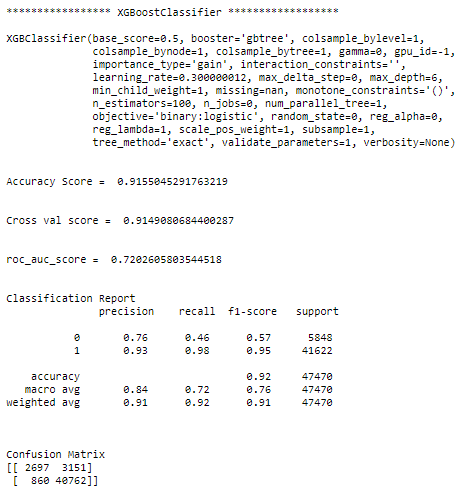 ***************** XGBoostClassifier ******************
XGBClassifier(base_score=0.5, booster='gbtree', colsample_bylevel=1,
colsample_bynode=1, colsample_bytree=1, gamma=0, gpu_id=-1,
importance_type='gain', interaction_constraints='',
learning_rate=0.300000012, max_delta_step=0, max_depth=6,
min_child_weight=1, missing=nan, monotone_constraints='()',
n_estimators=100, n_jobs=0, num_parallel_tree=1,
objective='binary:logistic', random_state=0, reg_alpha=0,
reg_lambda=1, scale_pos_weight=1, subsample=1,
tree_method='exact', validate_parameters=1, verbosity=None)
Accuracy Score =  0.9155045291763219
Cross val score =  0.9149080684400287
roc_auc_score =  0.7202605803544518
Classification Report
precision    recall  f1-score   support
0       0.76      0.46      0.57      5848
1       0.93      0.98      0.95     41622
accuracy                           0.92     47470
macro avg       0.84      0.72      0.76     47470
weighted avg       0.91      0.92      0.91     47470
Confusion Matrix
[[ 2697  3151]
[  860 40762]]